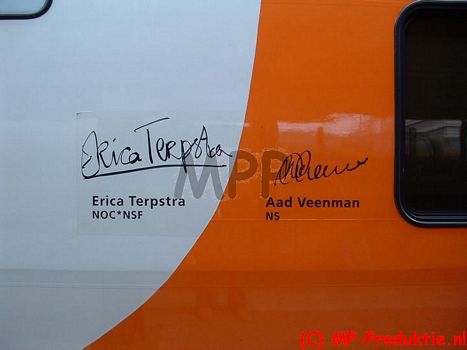 Erica Terpstra
MPP
Erica Terpstra
NOC*NSF
Aad Veenman
NS
(C) MP-Produktie.nl